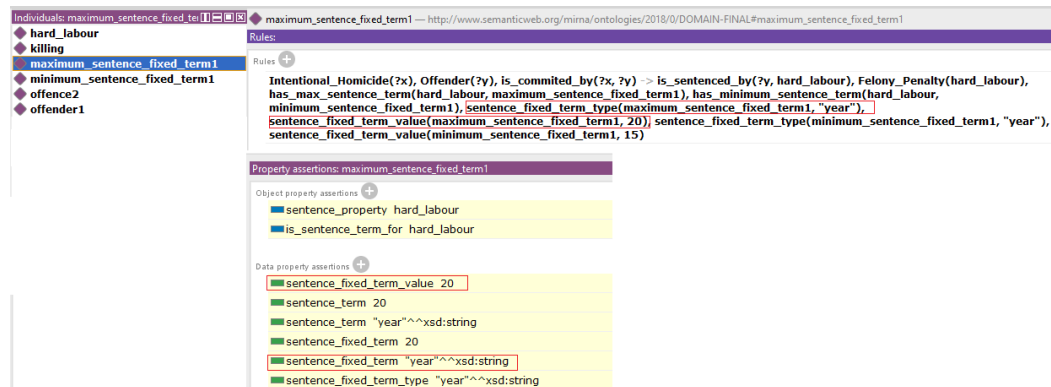 Individuals: maximum_sentence_fixed_ter
hard_labour
killing
maximum_sentence_fixed_term1
minimum_sentence_fixed_term1
offence2
offender1
maximum_sentence_fixed_term1 — http://www.semanticweb.org/mima/ontologies/2018/0/DOMAIN-FINAL#maximum_sentence_fixed_term1
Rules:
Rules
Intentional_Homicide(?x), Offender(?y), is_commited_by(?x, ?y) -> is_sentenced_by(?y, hard_labour), Felony_Penalty(hard_labour),
has_max_sentence_term(hard_labour, maximum_sentence_fixed_term1), has_minimum_sentence_term(hard_labour,
minimum_sentence_fixed_term1), sentence_fixed_term_type(maximum_sentence_fixed_term1, "year"),
sentence_fixed_term_value(maximum_sentence_fixed_term1, 20), sentence_fixed_term_type(minimum_sentence_fixed_term1, "year"),
sentence_fixed_term_value(minimum_sentence_fixed_term1, 15)
Property assertions: maximum_sentence_fixed_term1
Object property assertions
sentence_property hard_labour
is_sentence_term_for hard_labour
Data property assertions
sentence_fixed_term_value 20
sentence_term 20
sentence_term "year"^^xsd:string
sentence_fixed_term 20
sentence_fixed_term "year"^^xsd:string
sentence_fixed_term_type "year"^^xsd:string